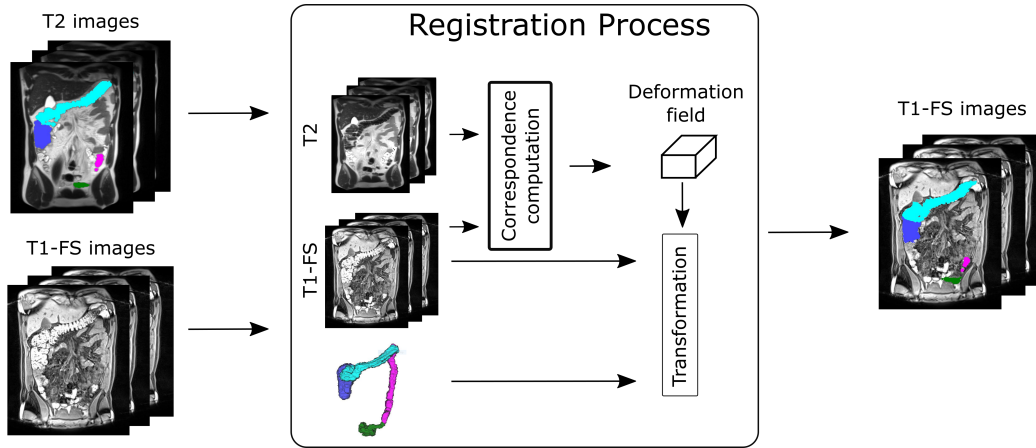 T2 images
T1-FS images
Registration Process
T2
T1-FS
Correspondence
computation
Deformation
field
Transformation
T1-FS images